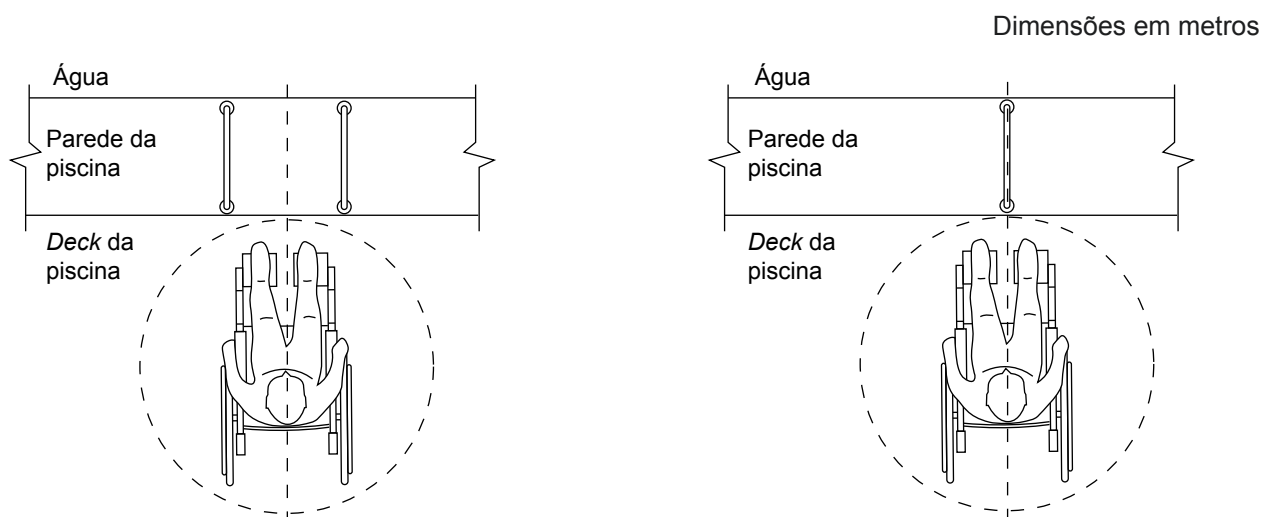 Dimensões em metros
Água
Parede da
piscina
Deck da
piscina
Água
Parede da
piscina
Deck da
piscina